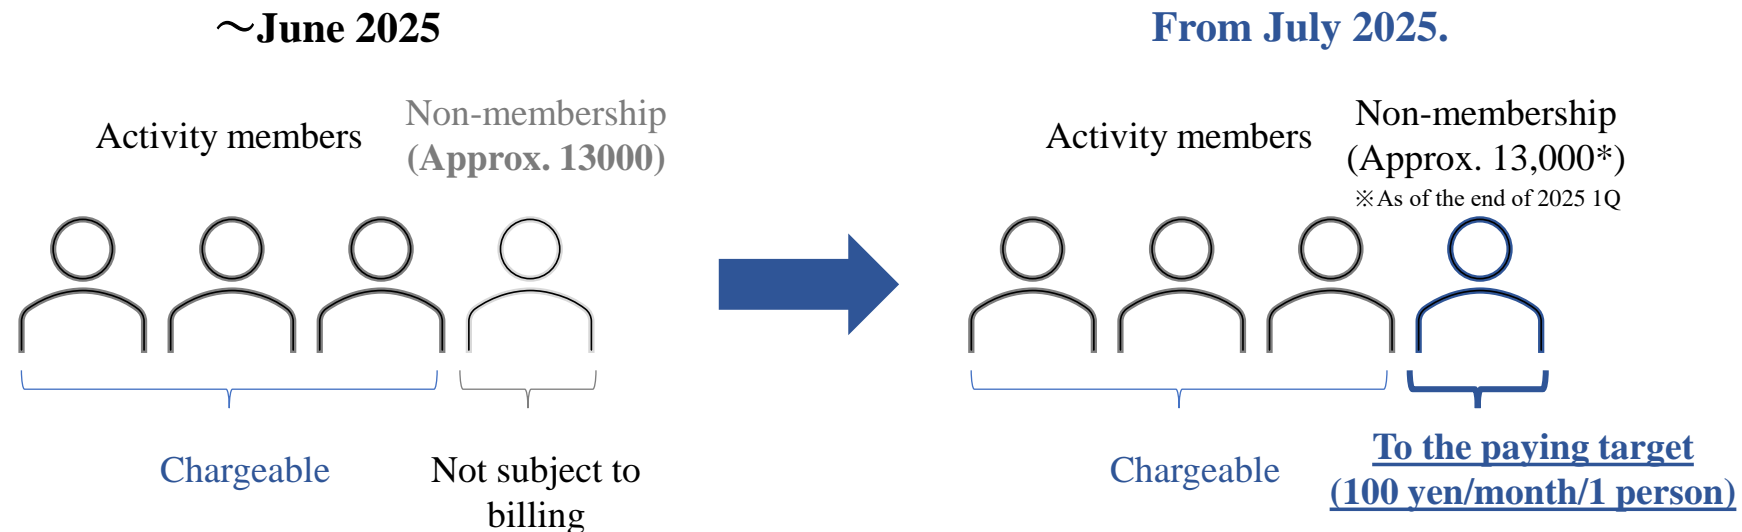 ～June 2025
Activity members
Non-membership
(Approx. 13000)
Chargeable
Not subject to
billing
From July 2025.
Activity members
Non-membership
(Approx. 13,000*)
※As of the end of 2025 1Q
Chargeable
To the paying target
(100 yen/month/1 person)